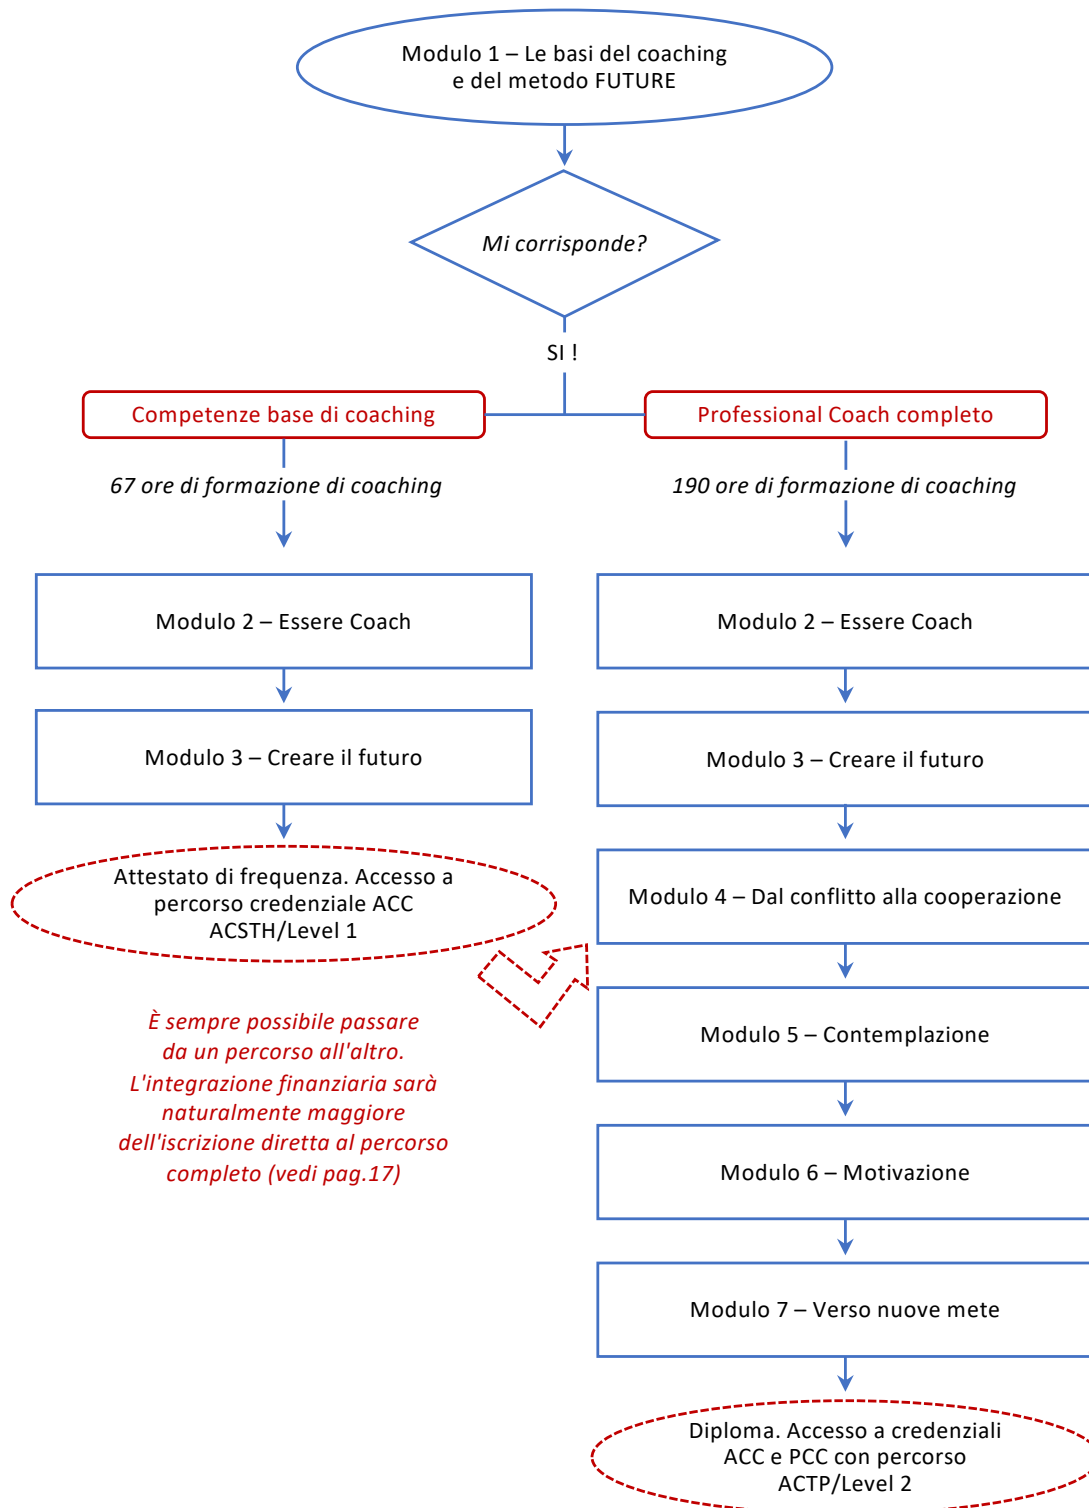 Modulo 1 – Le basi del coaching
e del metodo FUTURE
Mi corrisponde?
SI !
Competenze base di coaching
67 ore di formazione di coaching
Modulo 2 – Essere Coach
Modulo 3 – Creare il futuro
Attestato di frequenza. Accesso a
percorso credenziale ACC
ACSTH/Level 1
È sempre possibile passare
da un percorso all'altro.
L'integrazione finanziaria sarà
naturalmente maggiore
dell'iscrizione diretta al percorso
completo (vedi pag.17)
Professional Coach completo
190 ore di formazione di coaching
Modulo 2 – Essere Coach
Modulo 3 – Creare il futuro
Modulo 4 – Dal conflitto alla cooperazione
Modulo 5 – Contemplazione
Modulo 6 – Motivazione
Modulo 7 – Verso nuove mete
Diploma. Accesso a credenziali
ACC e PCC con percorso
ACTP/Level 2